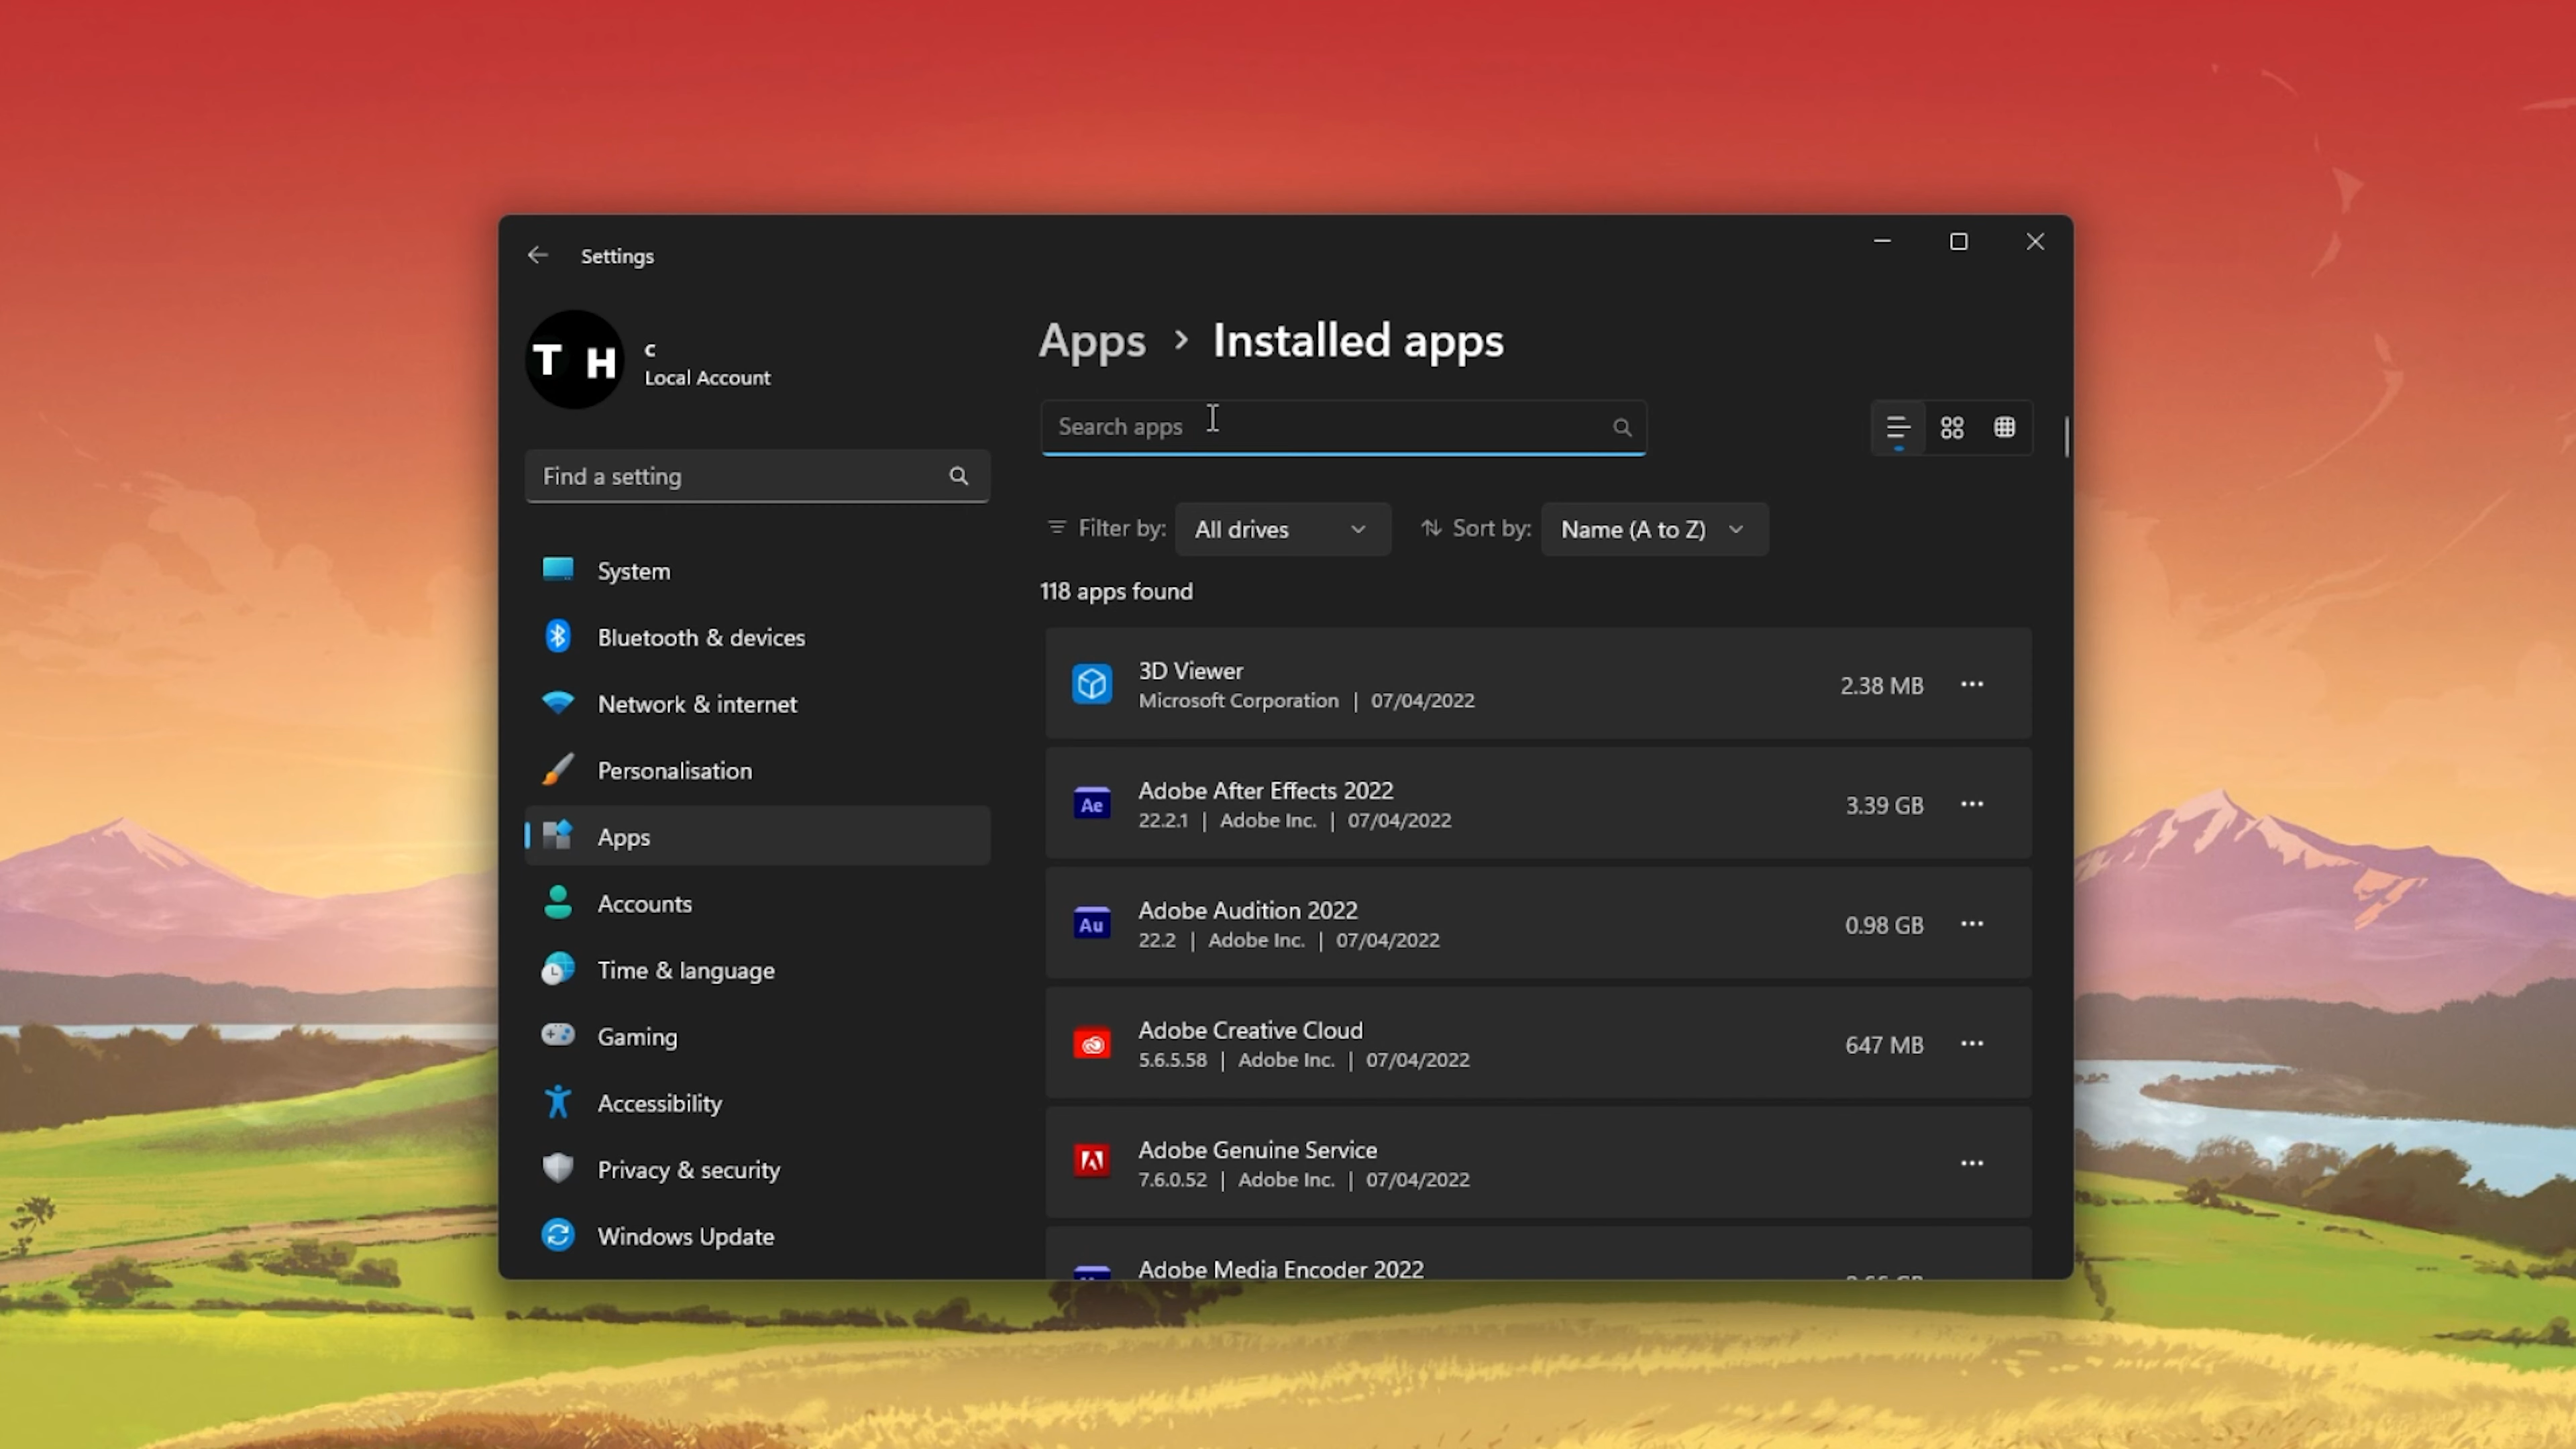 Settings
T H
c
Local Account
Find a setting
System
Bluetooth & devices
Network & internet
Personalisation
Apps
Accounts
Time & language
Gaming
Accessibility
Privacy & security
Windows Update
Apps > Installed apps
Search apps
Filter by: All drives Sort by: Name (A to Z)
118 apps found
3D Viewer
Microsoft Corporation | 07/04/2022
2.38 MB
Ae
Adobe After Effects 2022
22.2.1 | Adobe Inc. | 07/04/2022
3.39 GB
Au
Adobe Audition 2022
22.2 | Adobe Inc. | 07/04/2022
0.98 GB
Adobe Creative Cloud
5.6.5.58 | Adobe Inc. | 07/04/2022
647 MB
Adobe Genuine Service
7.6.0.52 | Adobe Inc. | 07/04/2022
Adobe Media Encoder 2022